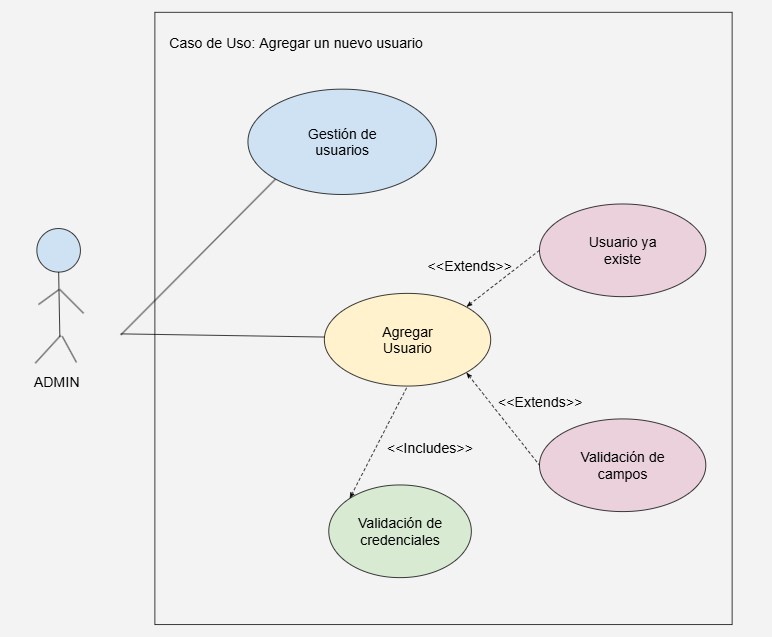 Caso de Uso: Agregar un nuevo usuario
Gestión de
usuarios
Usuario ya
existe
<<Extends>>
Agregar
Usuario
ADMIN
<<Extends>>
<<Includes>>
Validación de
campos
Validación de
credenciales